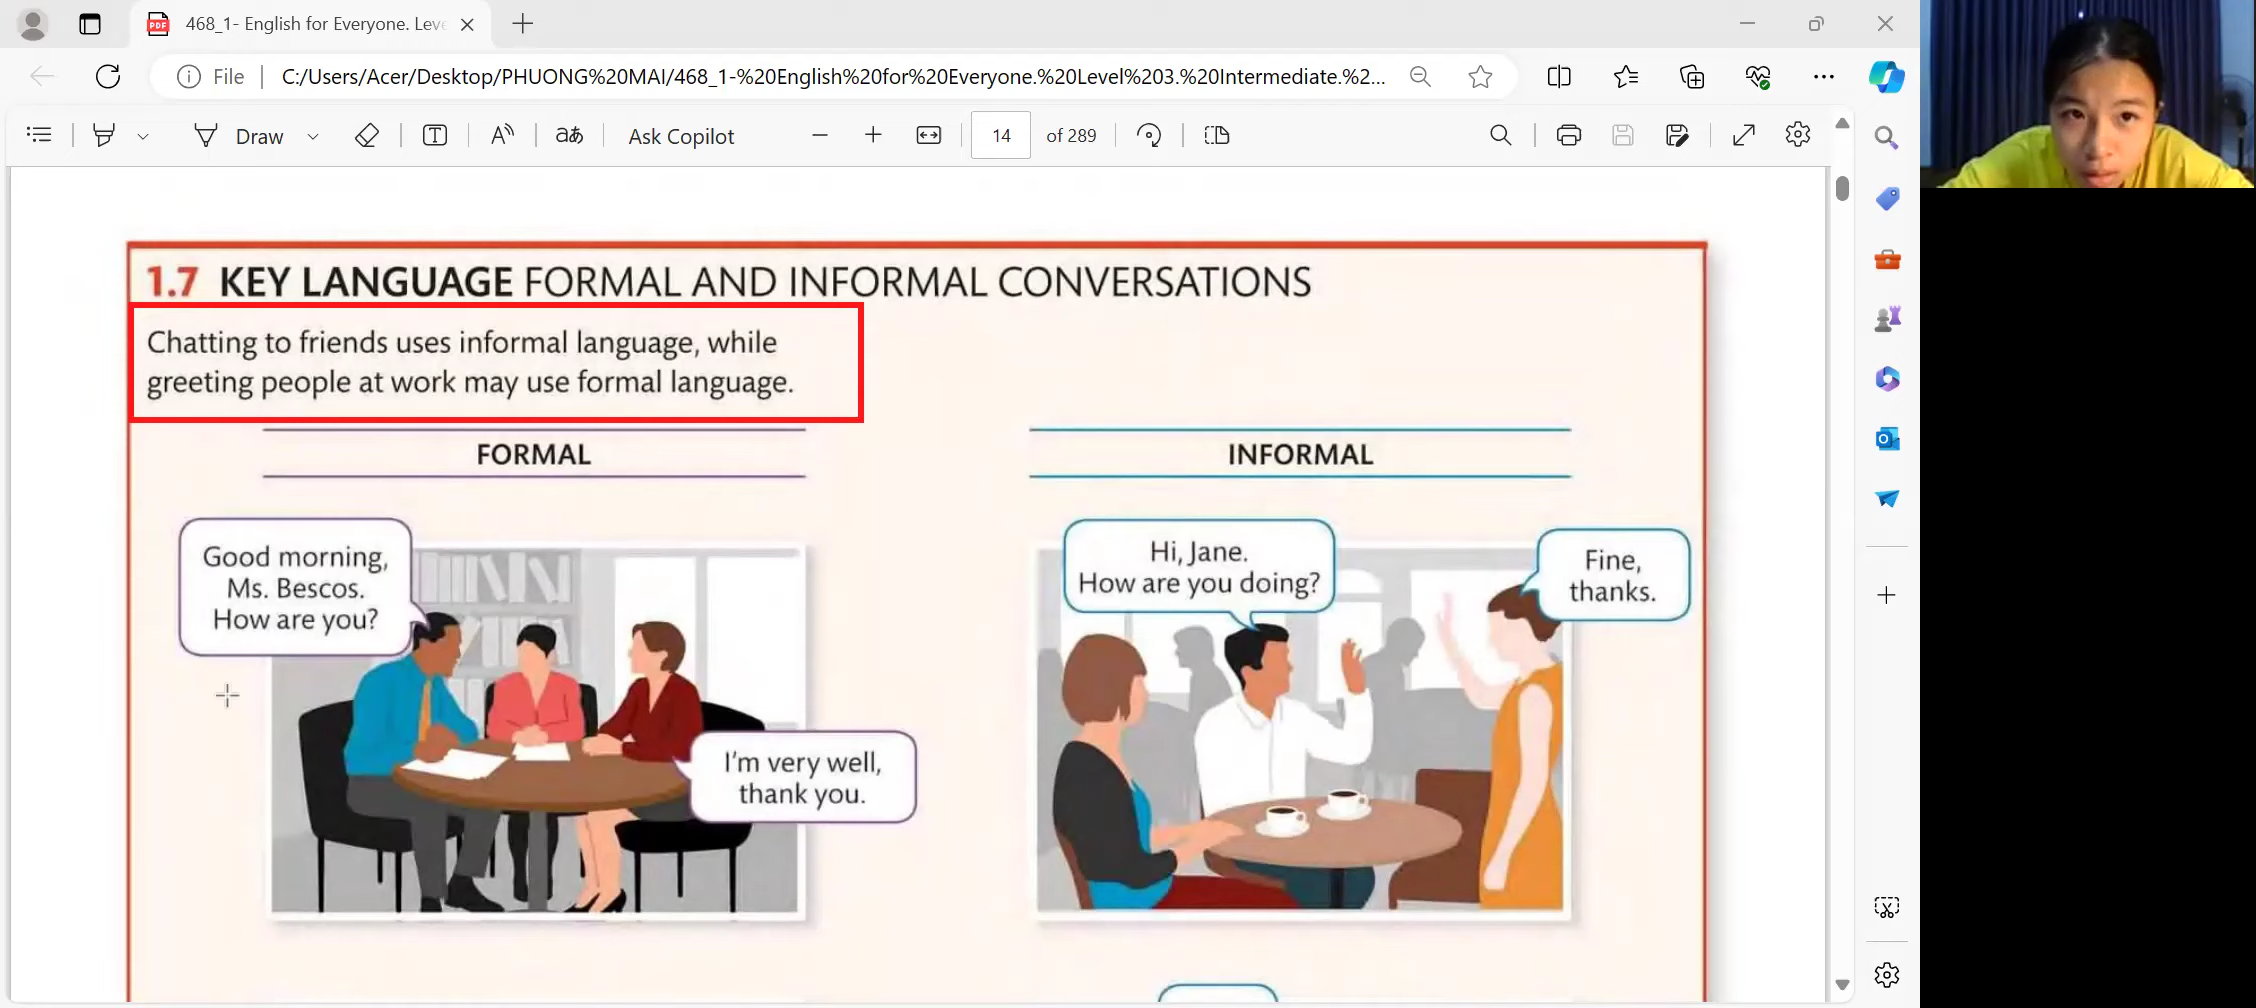 468_1- English for Everyone. Leve
File
C:/Users/Acer/Desktop/PHUONG%20MAI/468_1-%20English%20for%20Everyone.%20Level%203.%20Intermediate.%2...
Draw
Ask Copilot
14 of 289
1.7 KEY LANGUAGE FORMAL AND INFORMAL CONVERSATIONS
Chatting to friends uses informal language, while
greeting people at work may use formal language.
FORMAL
Good morning,
Ms. Bescos.
How are you?
I'm very well,
thank you.
INFORMAL
Hi, Jane.
How are you doing?
Fine,
thanks.